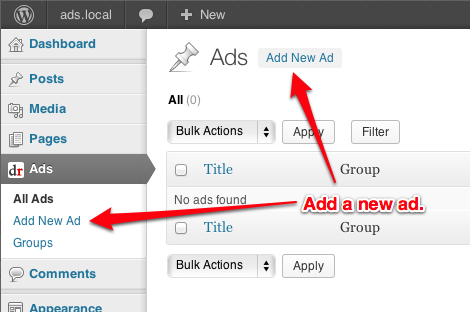 ads.local
+ New
Dashboard
Posts
Media
Pages
dr Ads
All Ads
Add New Ad
Groups
Comments
Appearance
Ads Add New Ad
All (0)
Bulk Actions Apply Filter
Title Group
No ads found
Title Group
Bulk Actions Apply
Add a new ad.